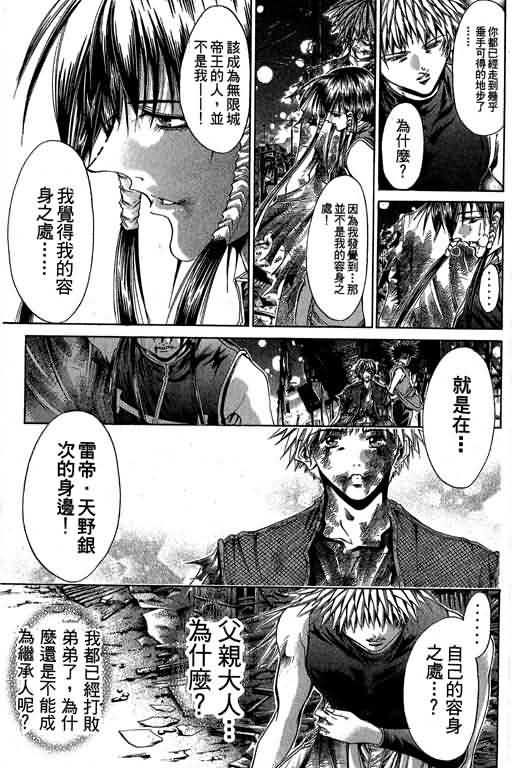 你都已經走到幾乎
垂手可得的地步了
……
為什麼？
……
因為我發覺到…那
並不是我的容身之
處！
該成為無限城
帝王的人，並
不是我！！
我覺得我的容
身之處……
就是在…
雷帝．天野銀
次的身邊！
……
自己的容身
之處…？
父親大人…
為什麼？
我都已經打敗
弟弟了，為什
麼還是不能成
為繼承人呢？